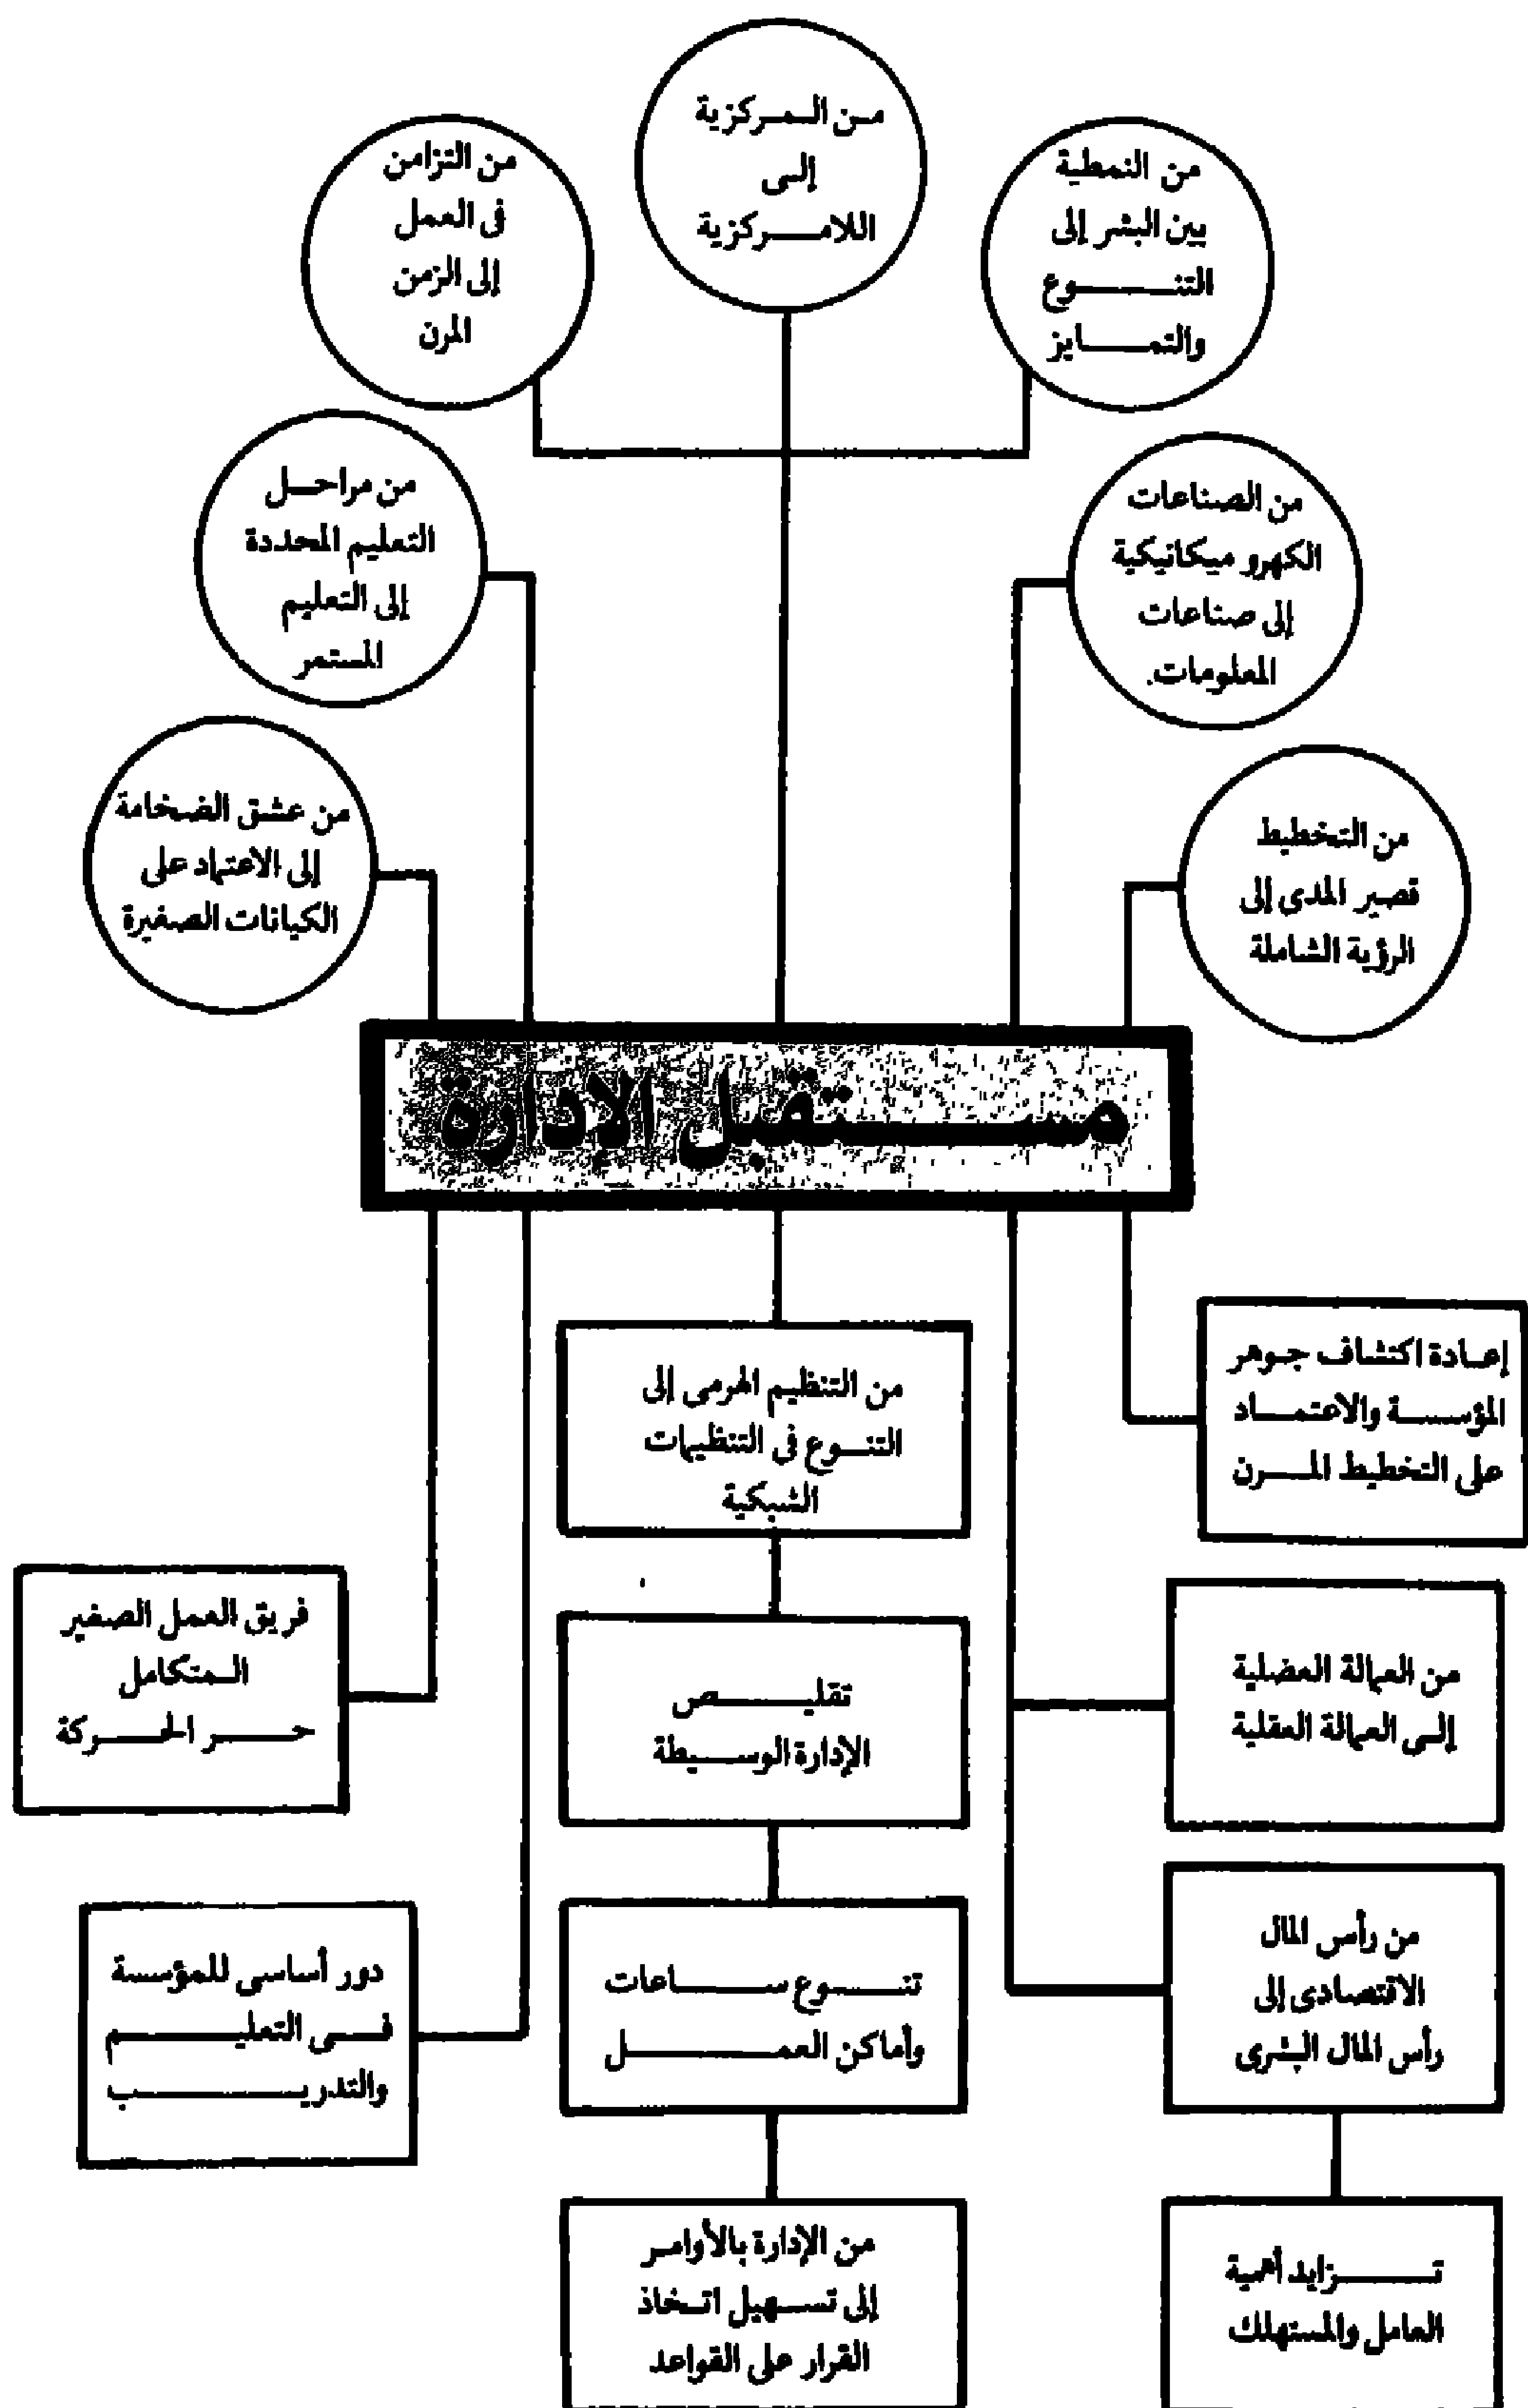 من المركزية
إلى
اللامركزية
من النمطية
بين البشر إلى
التنوع
والتمايز
من التزامن
فى العمل
إلى الزمن
المرن
من الصناعات
الكهرو ميكانيكية
إلى صناعات
المعلومات.
من مراحل
التعليم المحددة
إلى التعليم
المستمر
من التخطيط
قصير المدى إلى
الرؤية الشاملة
من عشق الضخامة
إلى الاعتماد على
الكيانات الصغيرة
مستقبل الإدارة
إعادة اكتشاف جوهر
المؤسسة والاعتماد
على التخطيط المرن
من التنظيم الهرمى إلى
التنوع فى التنظيمات
الشبكية
فريق العمل الصغير
المتكامل
حر الحركة
من العمالة العضلية
إلى العمالة العقلية
تقليص
الإدارة الوسيطة
من رأس المال
الاقتصادى إلى
رأس المال البشرى
تنوع ساعات
وأماكن العمل
دور أساسى للمؤسسة
فى التعليم
والتدريب
تزايد أهمية
العامل والمستهلك
من الإدارة بالأوامر
إلى تسهيل اتخاذ
القرار على القواعد